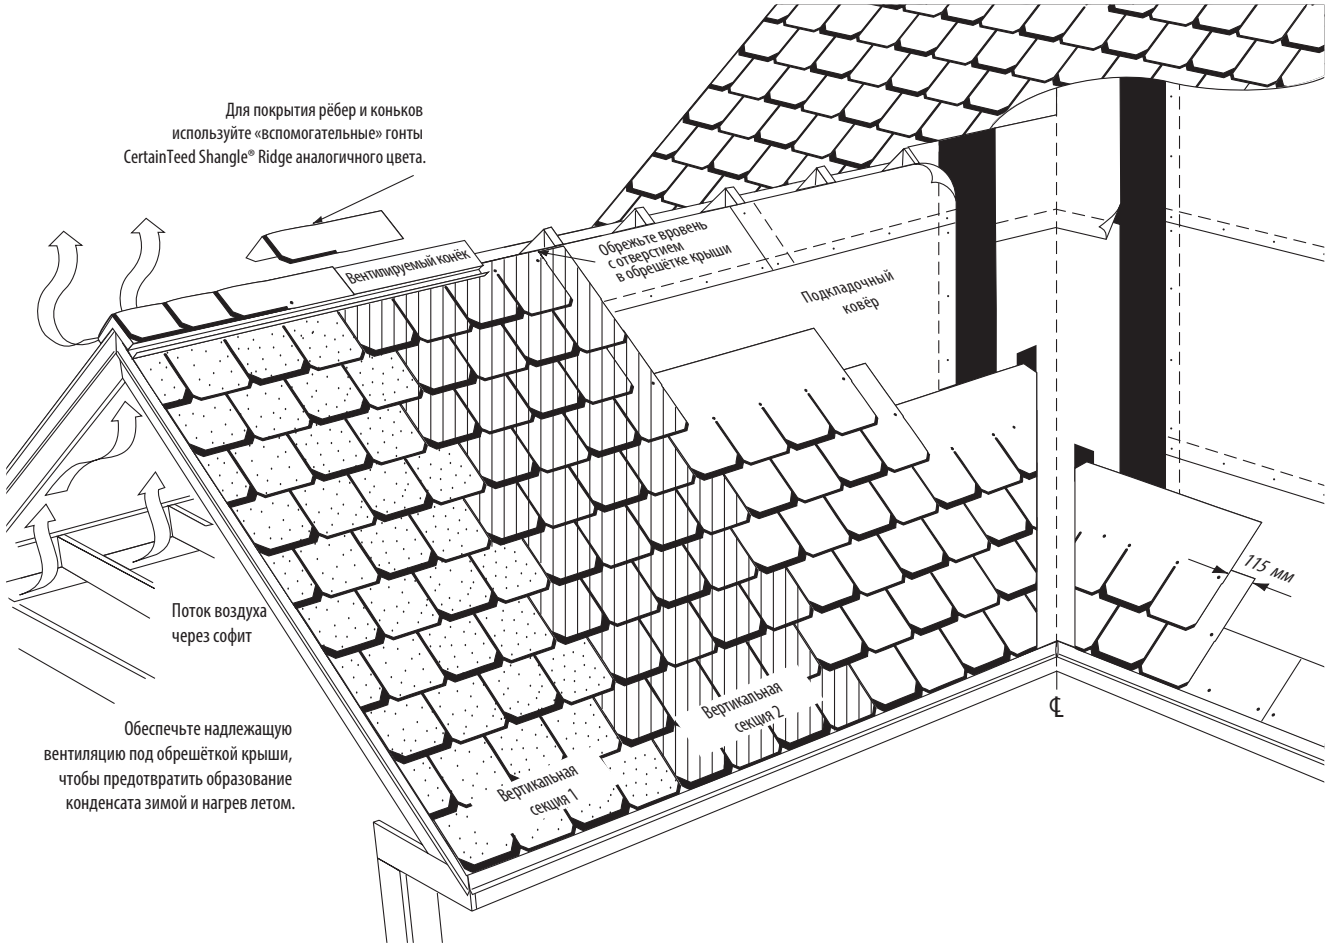 Для покрытия рёбер и коньков
используйте «вспомогательные» гонты
CertainTeed Shangle® Ridge аналогичного цвета.
Вентилируемый конёк
Обрежьте вровень
с отверстием
в обрешётке крыши
Подкладочный
ковёр
115 мм
Поток воздуха
через софит
Вертикальная
секция 2
℄
Обеспечьте надлежащую
вентиляцию под обрешёткой крыши,
чтобы предотвратить образование
конденсата зимой и нагрев летом.
Вертикальная
секция 1